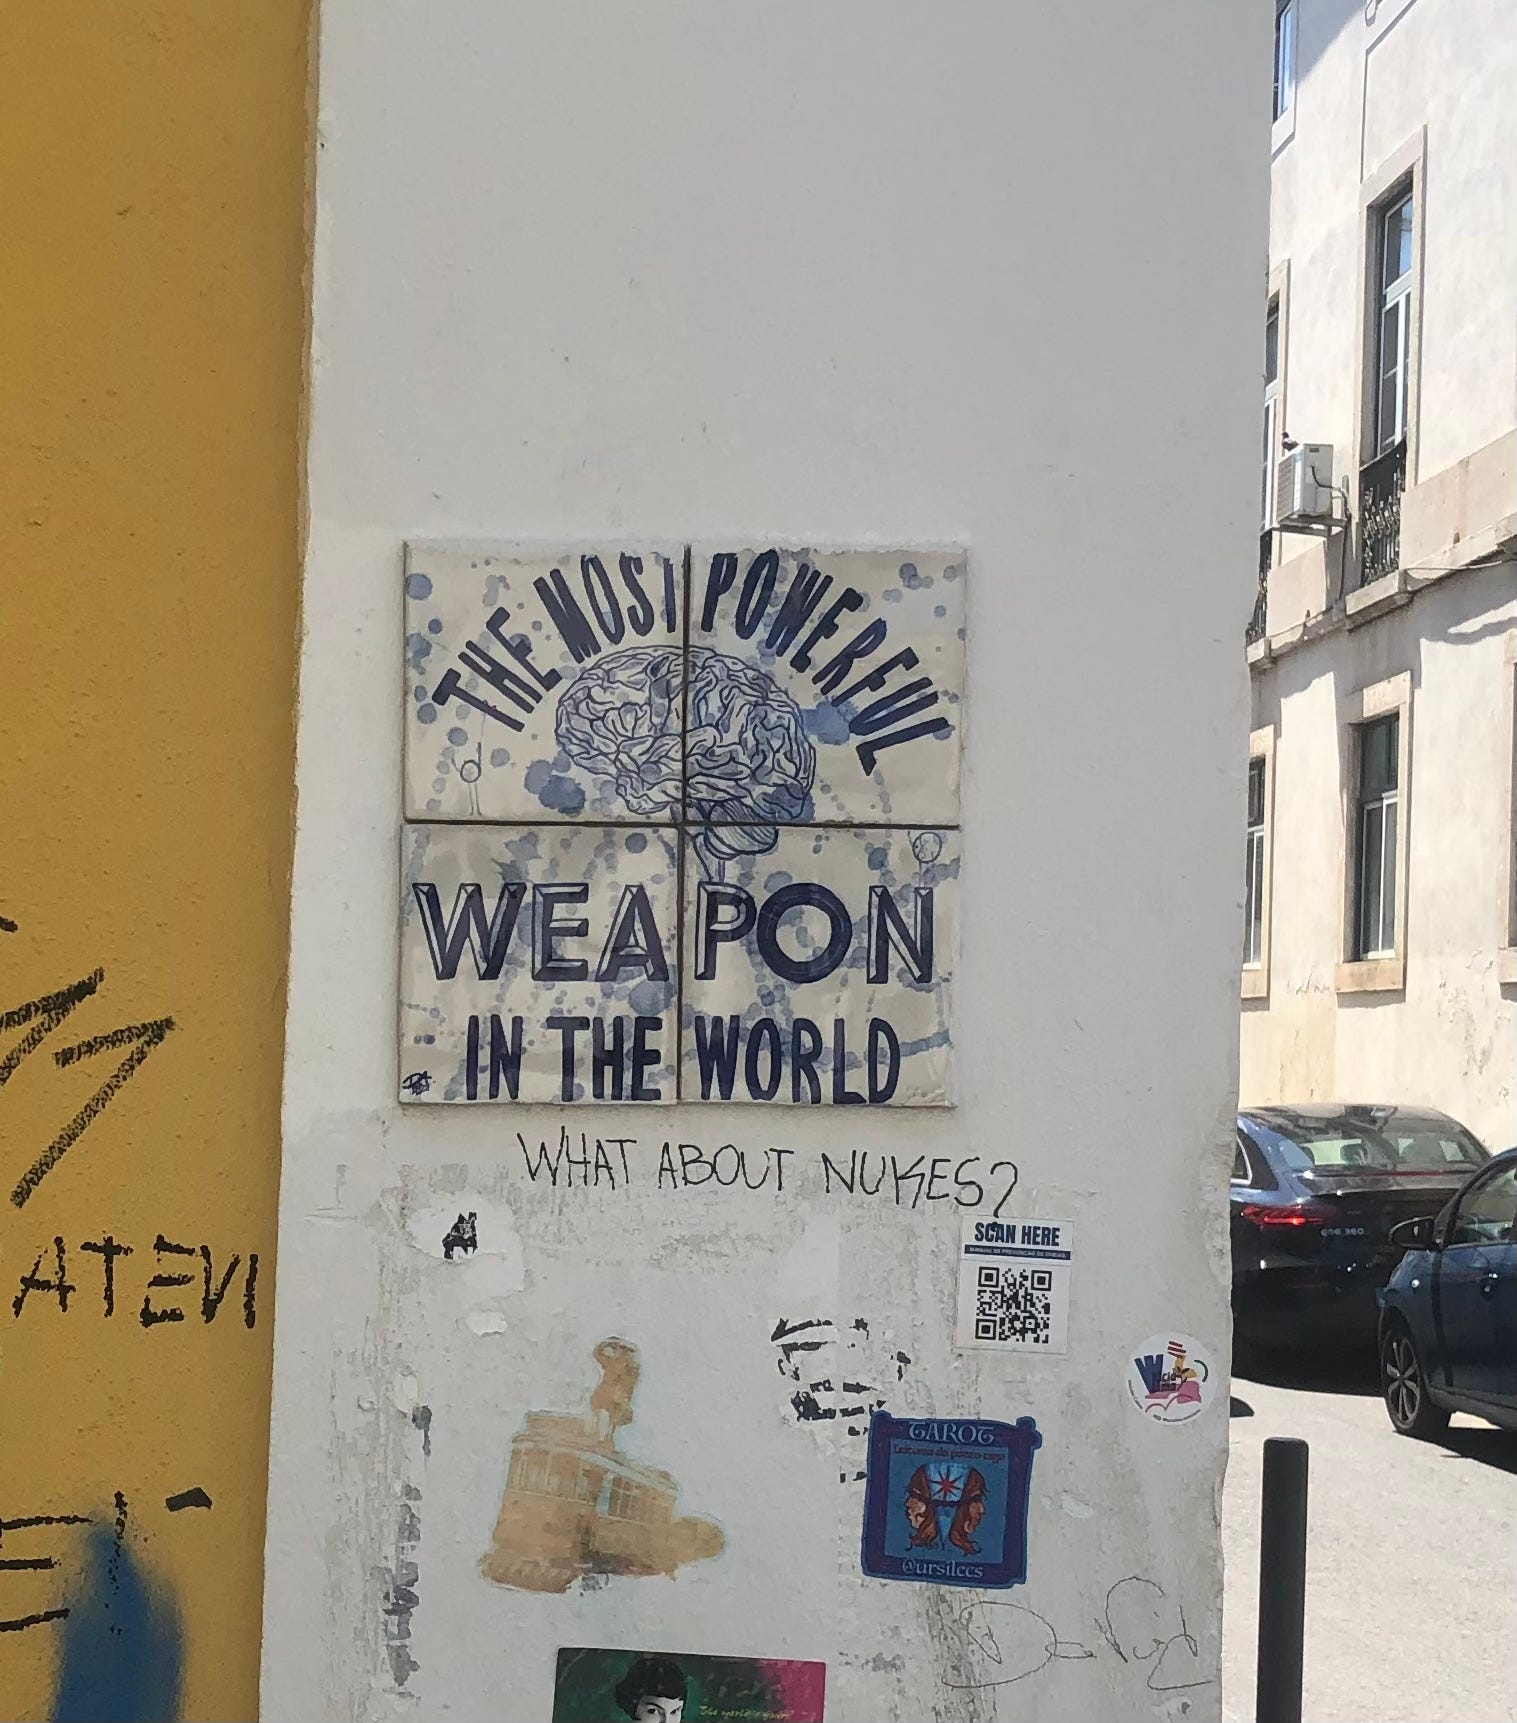 THE MOST POWERFUL
WEAPON
IN THE WORLD
WHAT ABOUT NUKES?
SCAN HERE
ATEN
TAROT
@ursilees